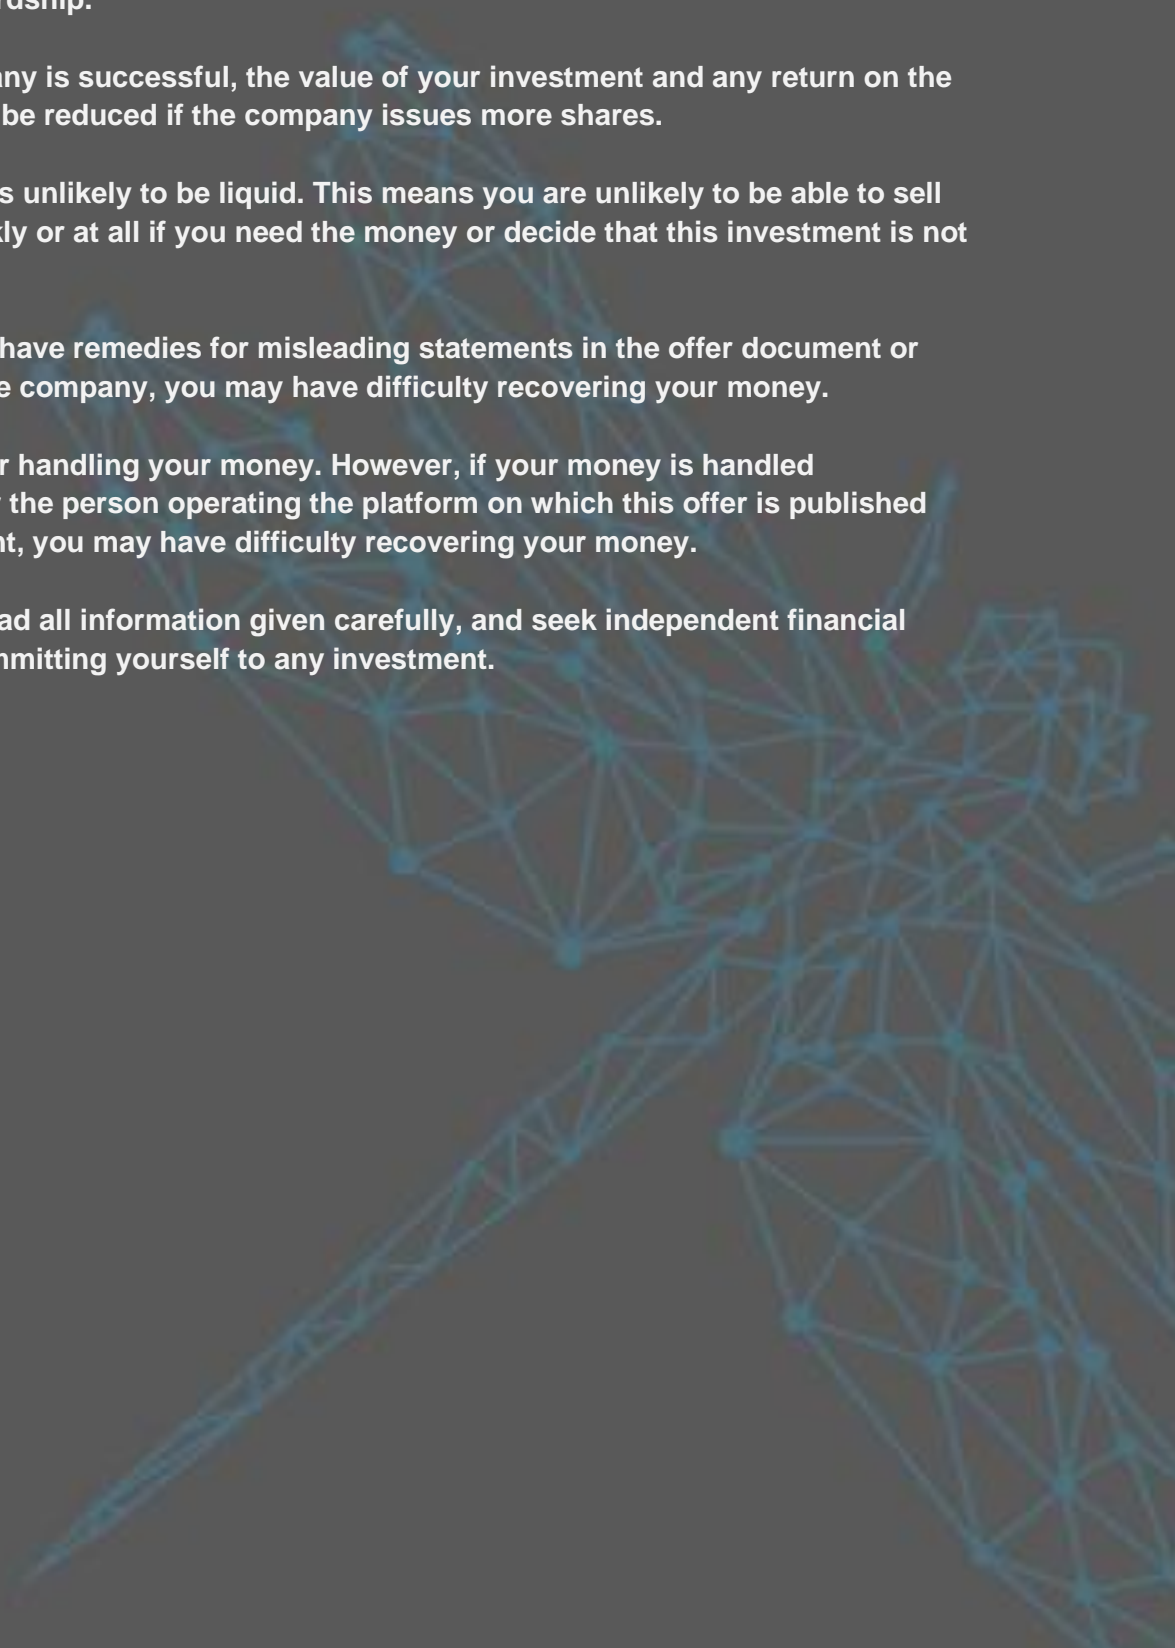 rdship.
any is successful, the value of your investment and any return on the
be reduced if the company issues more shares.
s unlikely to be liquid. This means you are unlikely to be able to sell
kly or at all if you need the money or decide that this investment is not
have remedies for misleading statements in the offer document or
e company, you may have difficulty recovering your money.
r handling your money. However, if your money is handled
the person operating the platform on which this offer is published
nt, you may have difficulty recovering your money.
ad all information given carefully, and seek independent financial
mmitting yourself to any investment.